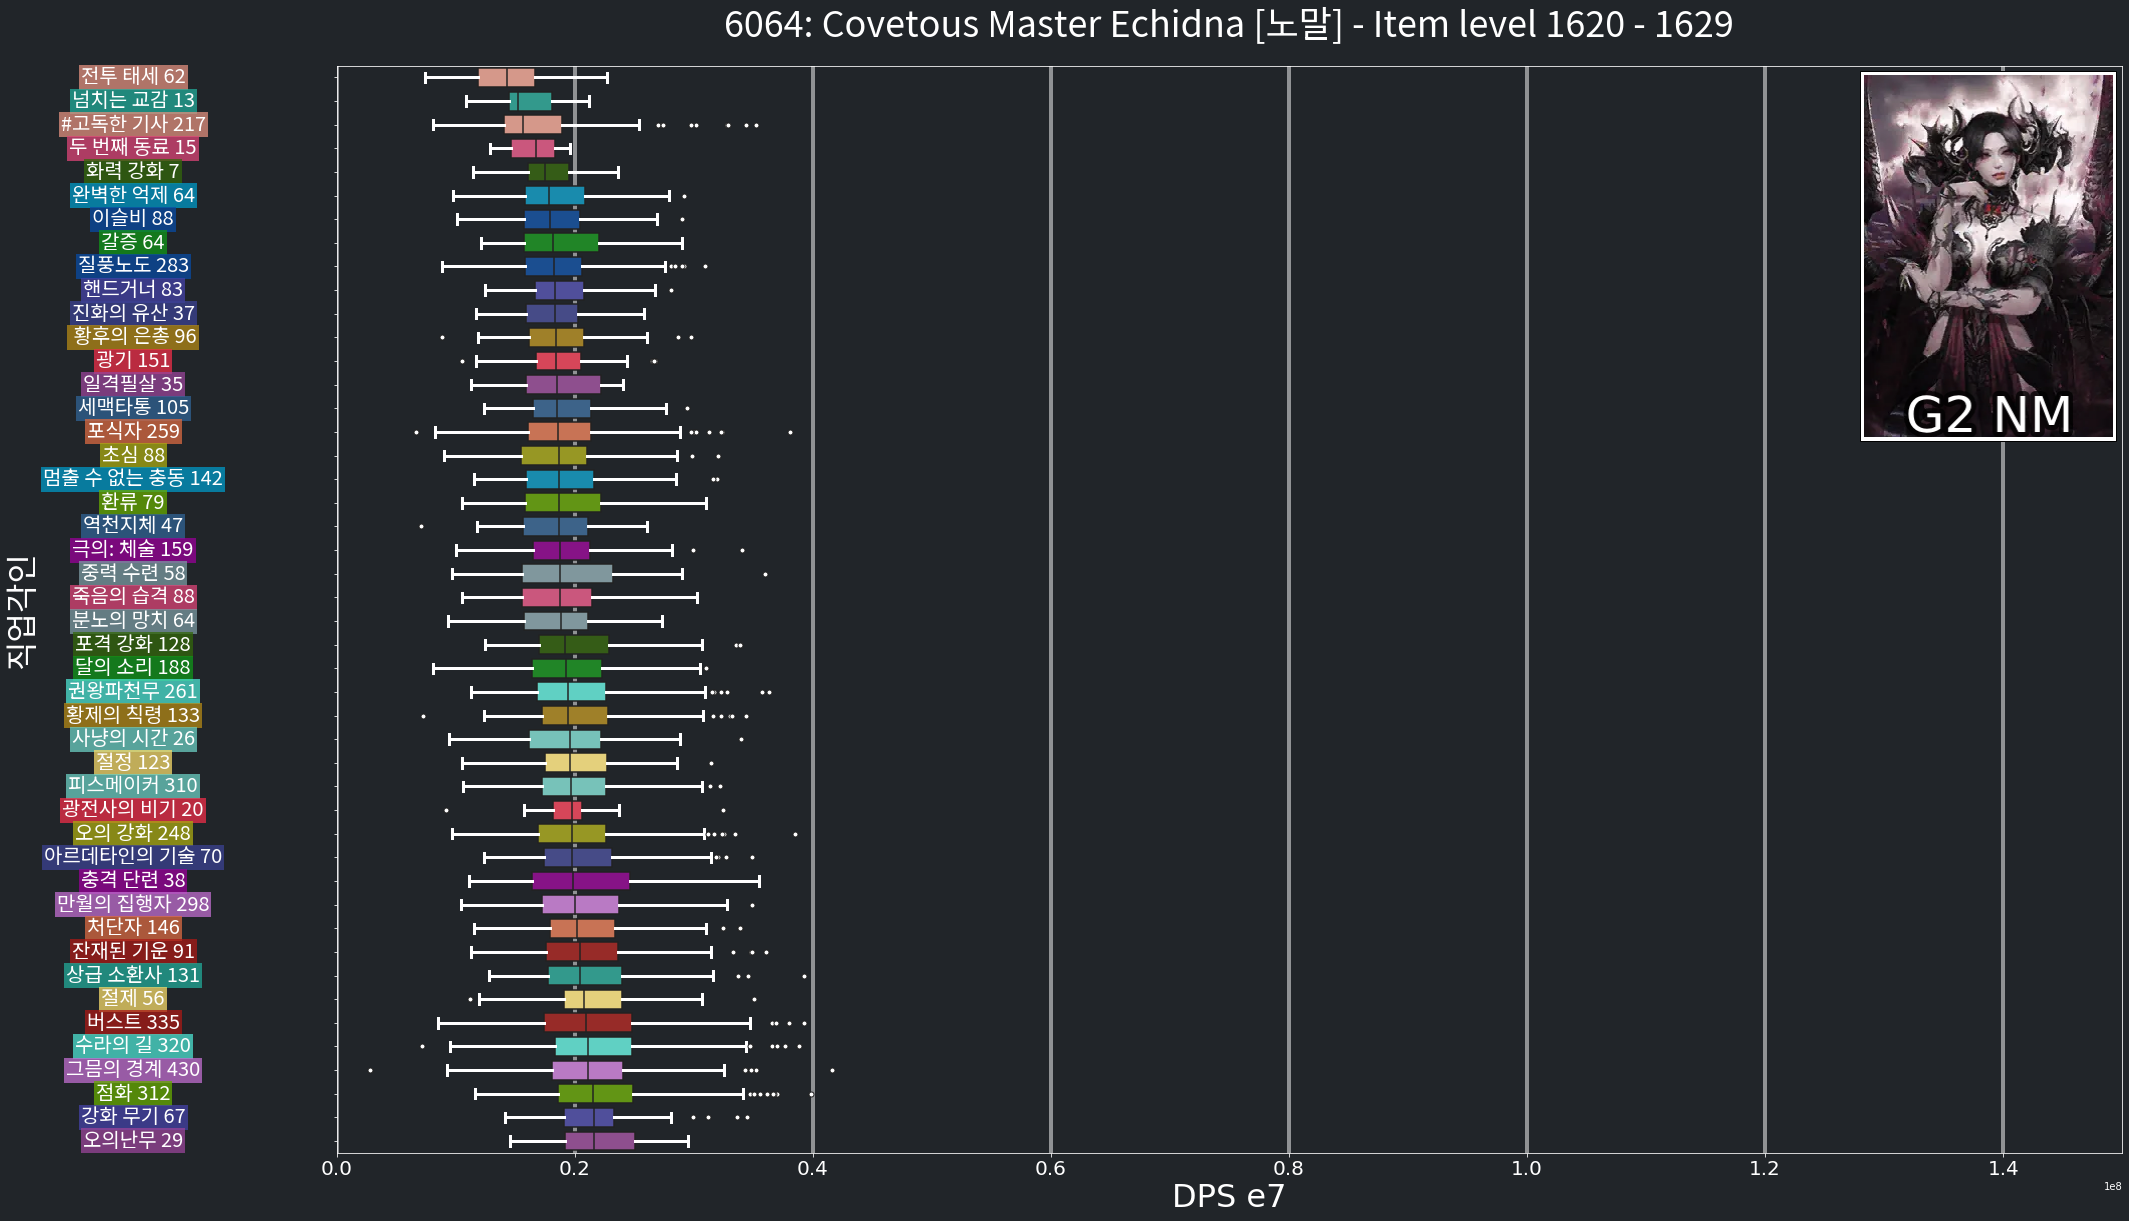 6064: Covetous Master Echidna [노말] - Item level 1620 - 1629
전투 태세 62
넘치는 교감 13
#고독한 기사 217
두 번째 동료 15
화력 강화 7
완벽한 억제 64
이슬비 88
갈증 64
질풍노도 283
핸드거너 83
진화의 유산 37
황후의 은총 96
광기 151
일격필살 35
세맥타통 105
포식자 259
초심 88
멈출 수 없는 충동 142
환류 79
역천지체 47
극의: 체술 159
중력 수련 58
죽음의 습격 88
분노의 망치 64
포격 강화 128
달의 소리 188
권왕파천무 261
황제의 칙령 133
사냥의 시간 26
절정 123
피스메이커 310
광전사의 비기 20
오의 강화 248
아르데타인의 기술 70
충격 단련 38
만월의 집행자 298
처단자 146
잔재된 기운 91
상급 소환사 131
절제 56
버스트 335
수라의 길 320
그믐의 경계 430
점화 312
강화 무기 67
오의난무 29
직업각인
G2 NM
0.0 0.2 0.4 0.6 0.8 1.0 1.2 1.4
1e8
DPS e7